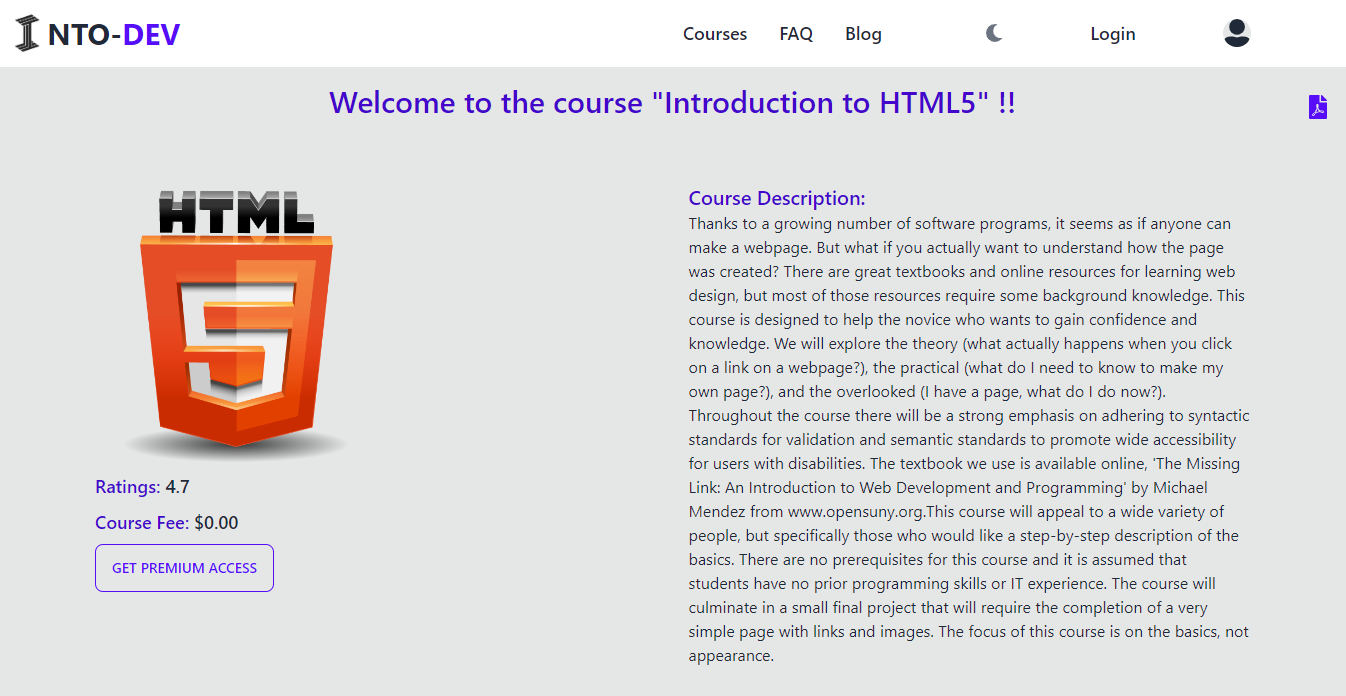 INTO-DEV
Courses
FAQ
Blog
Login
Welcome to the course "Introduction to HTML5" !!
HTML
5
Ratings: 4.7
Course Fee: $0.00
GET PREMIUM ACCESS
Course Description:
Thanks to a growing number of software programs, it seems as if anyone can
make a webpage. But what if you actually want to understand how the page
was created? There are great textbooks and online resources for learning web
design, but most of those resources require some background knowledge. This
course is designed to help the novice who wants to gain confidence and
knowledge. We will explore the theory (what actually happens when you click
on a link on a webpage?), the practical (what do I need to know to make my
own page?), and the overlooked (I have a page, what do I do now?).
Throughout the course there will be a strong emphasis on adhering to syntactic
standards for validation and semantic standards to promote wide accessibility
for users with disabilities. The textbook we use is available online, 'The Missing
Link: An Introduction to Web Development and Programming' by Michael
Mendez from www.opensuny.org.This course will appeal to a wide variety of
people, but specifically those who would like a step-by-step description of the
basics. There are no prerequisites for this course and it is assumed that
students have no prior programming skills or IT experience. The course will
culminate in a small final project that will require the completion of a very
simple page with links and images. The focus of this course is on the basics, not
appearance.